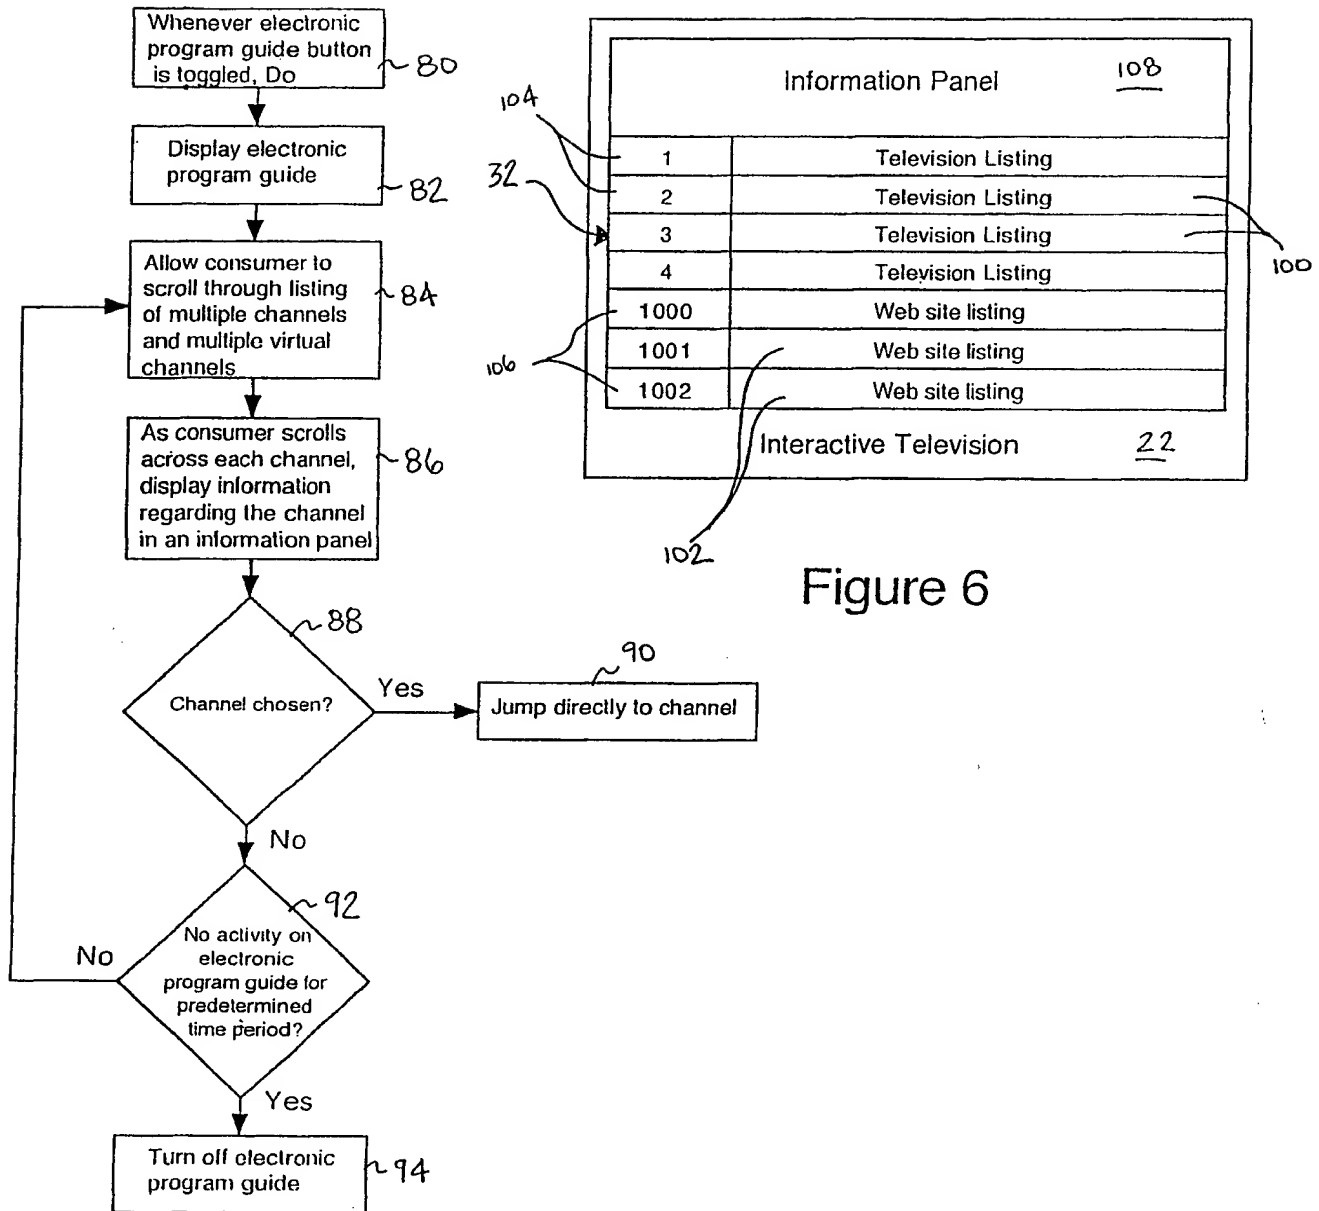 Whenever electronic
program guide button
is toggled, Do
80
Display electronic
program guide
82
Allow consumer to
scroll through listing
of multiple channels
and multiple virtual
channels
84
As consumer scrolls
across each channel,
display information
regarding the channel
in an information panel
86
88
Channel chosen?
Yes
90
Jump directly to channel
No
92
No activity on
electronic
program guide for
predetermined
time period?
No
Yes
Turn off electronic
program guide
94
Information Panel 108
104
1 Television Listing
2 Television Listing
32
3 Television Listing
100
4 Television Listing
1000 Web site listing
106
1001 Web site listing
1002 Web site listing
Interactive Television 22
102
Figure 6